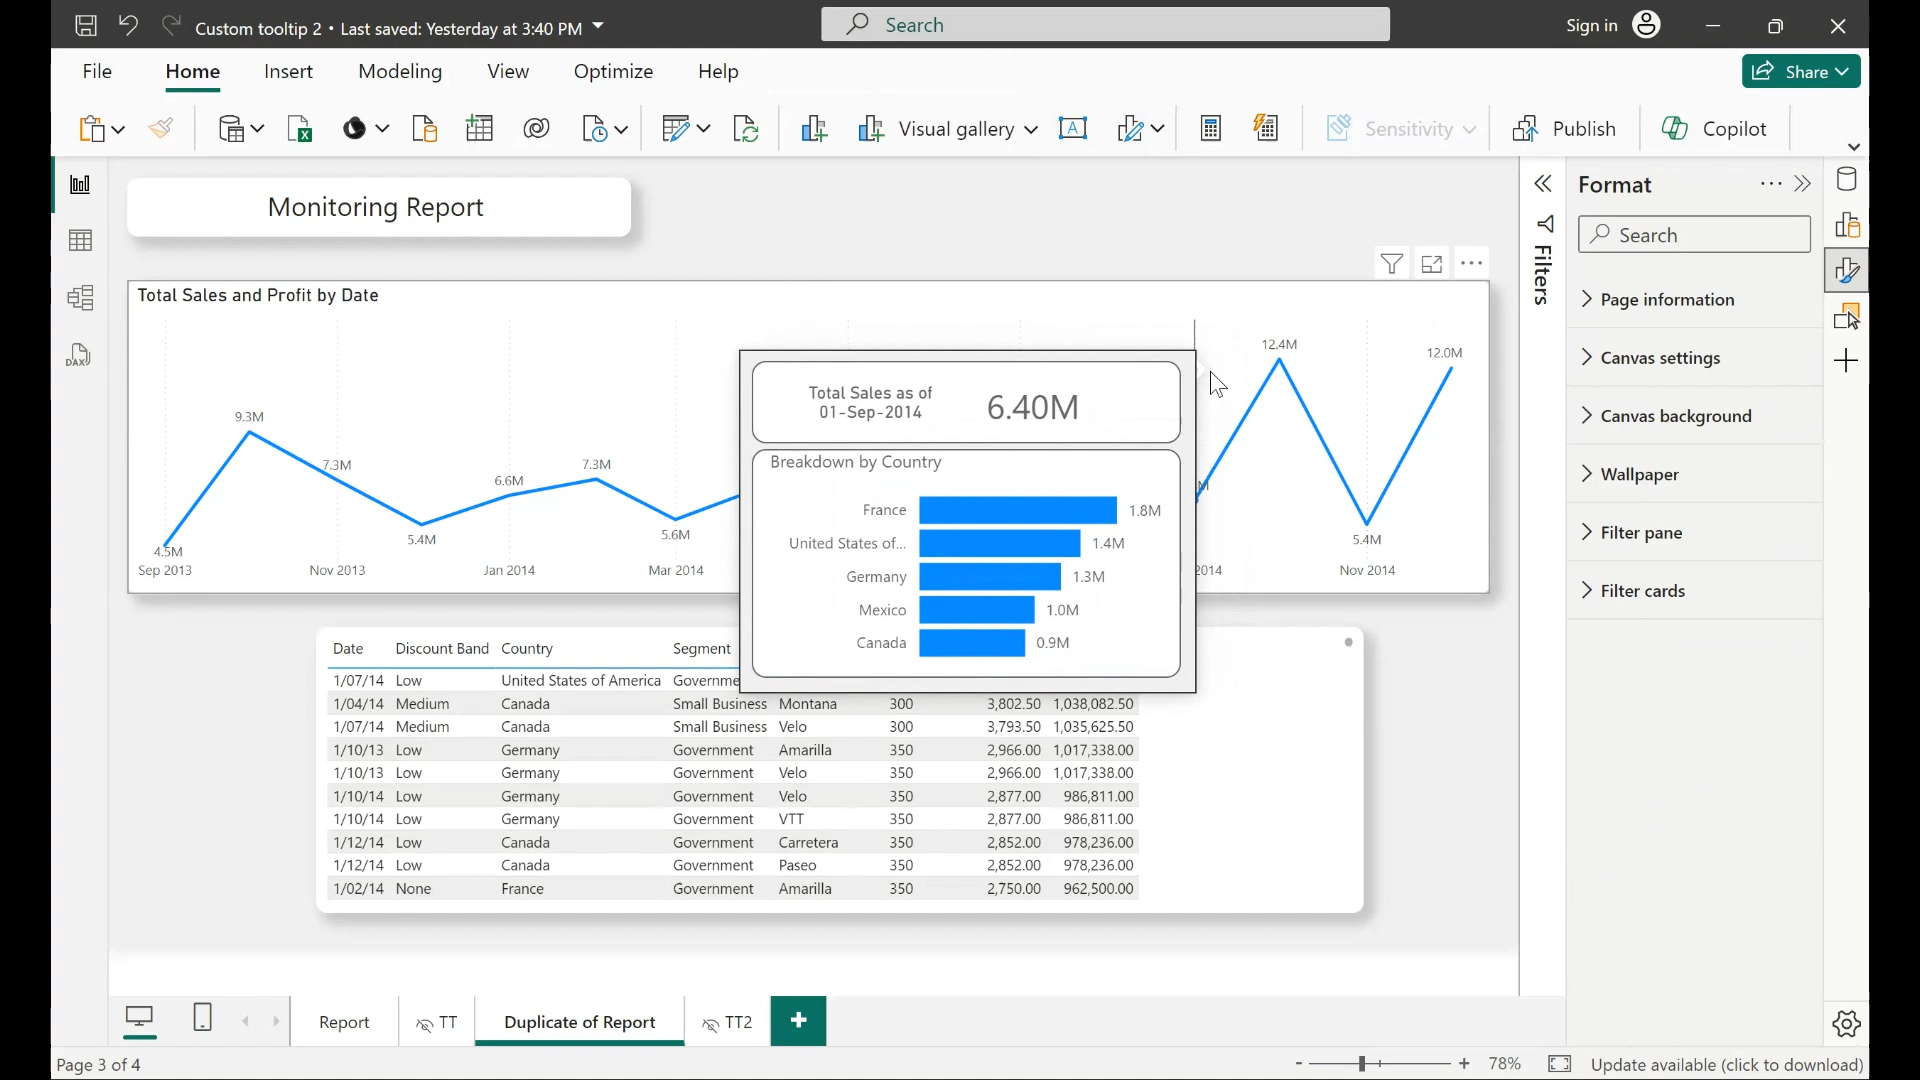 Custom tooltip 2 • Last saved: Yesterday at 3:40 PM
Search
Sign in
File Home Insert Modeling View Optimize Help
Share
Visual gallery
Sensitivity
Publish
Copilot
Monitoring Report
Total Sales and Profit by Date
4.5M
9.3M
7.3M
5.4M
6.6M
7.3M
5.6M
12.4M
5.4M
12.0M
Sep 2013 Nov 2013 Jan 2014 Mar 2014 2014 Nov 2014
Total Sales as of
01-Sep-2014
6.40M
Breakdown by Country
France 1.8M
United States of... 1.4M
Germany 1.3M
Mexico 1.0M
Canada 0.9M
Date Discount Band Country Segment
1/07/14 Low United States of America Governme
1/04/14 Medium Canada Small Business Montana 300 3,802.50 1,038,082.50
1/07/14 Medium Canada Small Business Velo 300 3,793.50 1,035,625.50
1/10/13 Low Germany Government Amarilla 350 2,966.00 1,017,338.00
1/10/13 Low Germany Government Velo 350 2,966.00 1,017,338.00
1/10/14 Low Germany Government Velo 350 2,877.00 986,811.00
1/10/14 Low Germany Government VTT 350 2,877.00 986,811.00
1/12/14 Low Canada Government Carretera 350 2,852.00 978,236.00
1/12/14 Low Canada Government Paseo 350 2,852.00 978,236.00
1/02/14 None France Government Amarilla 350 2,750.00 962,500.00
Filters
Format
Search
Page information
Canvas settings
Canvas background
Wallpaper
Filter pane
Filter cards
DAX
Report TT Duplicate of Report TT2 +
Page 3 of 4
- + 78%
Update available (click to download)